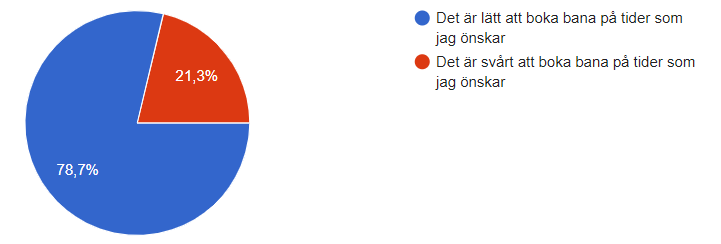 Det är lätt att boka bana på tider som
jag önskar
Det är svårt att boka bana på tider som
jag önskar
21,3%
78,7%